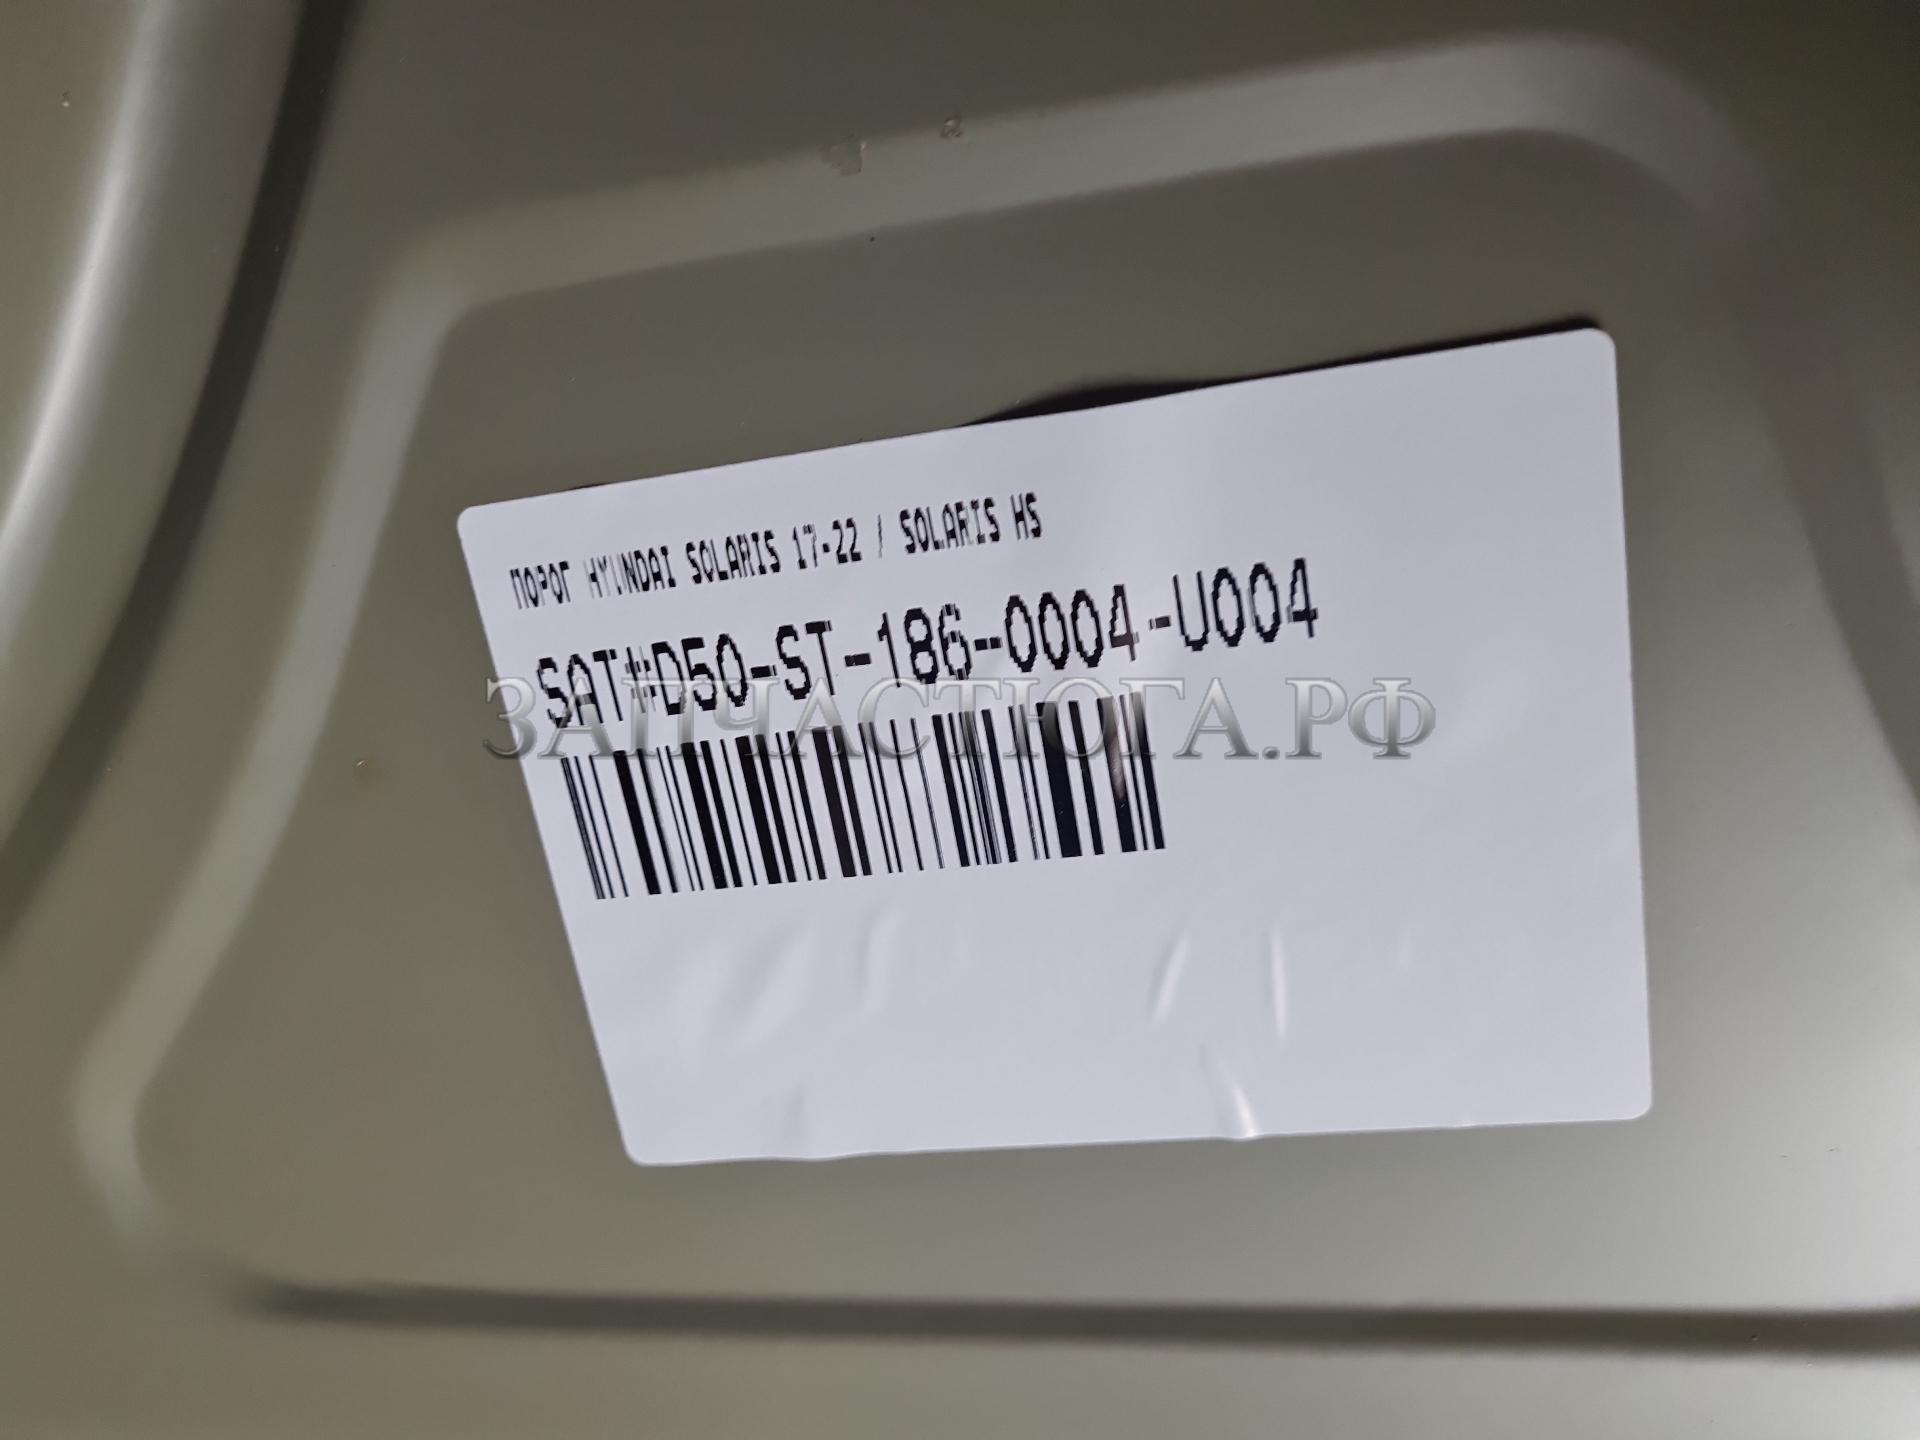 ПОРОГ HYUNDAI SOLARIS 17-22 / SOLARIS HS
SAT#D50-ST-186-0004-U004
ЗАПЧАСТЮГА.РФ